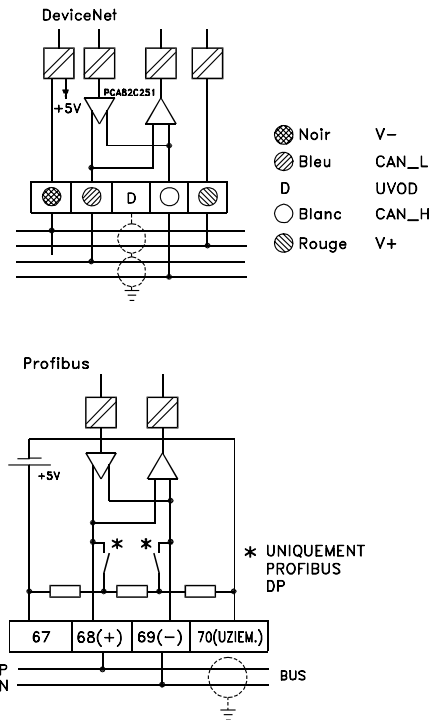 DeviceNet
PCA82C251
+5V
D
Noir V-
Bleu CAN_L
D UVOD
Blanc CAN_H
Rouge V+
Profibus
+5V
* *
* UNIQUEMENT
PROFIBUS
DP
67 68(+) 69(-) 70(UZIEM.)
P
N
BUS